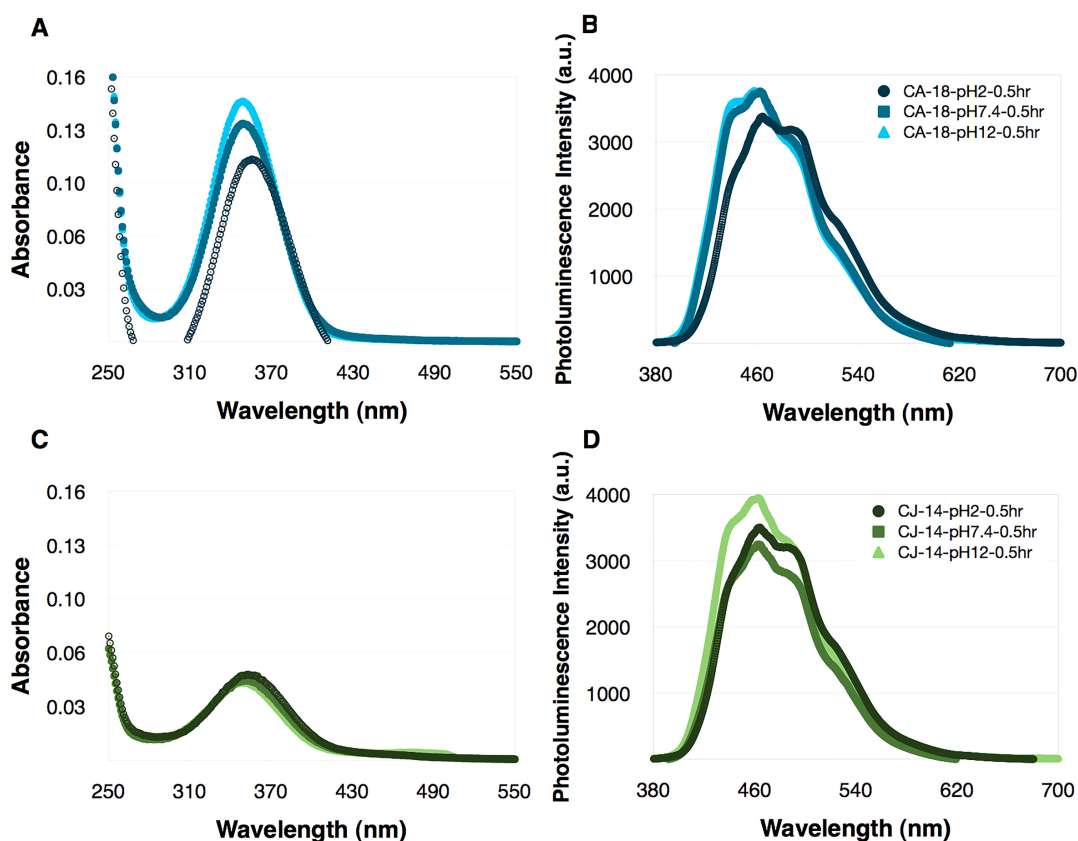 A
Absorbance
0.16
0.13
0.10
0.06
0.03
250 310 370 430 490 550
Wavelength (nm)
B
Photoluminescence Intensity (a.u.)
4000
3000
2000
1000
380 460 540 620 700
Wavelength (nm)
CA-18-pH2-0.5hr
CA-18-pH7.4-0.5hr
CA-18-pH12-0.5hr
C
Absorbance
0.16
0.13
0.10
0.06
0.03
250 310 370 430 490 550
Wavelength (nm)
D
Photoluminescence Intensity (a.u.)
4000
3000
2000
1000
380 460 540 620 700
Wavelength (nm)
CJ-14-pH2-0.5hr
CJ-14-pH7.4-0.5hr
CJ-14-pH12-0.5hr